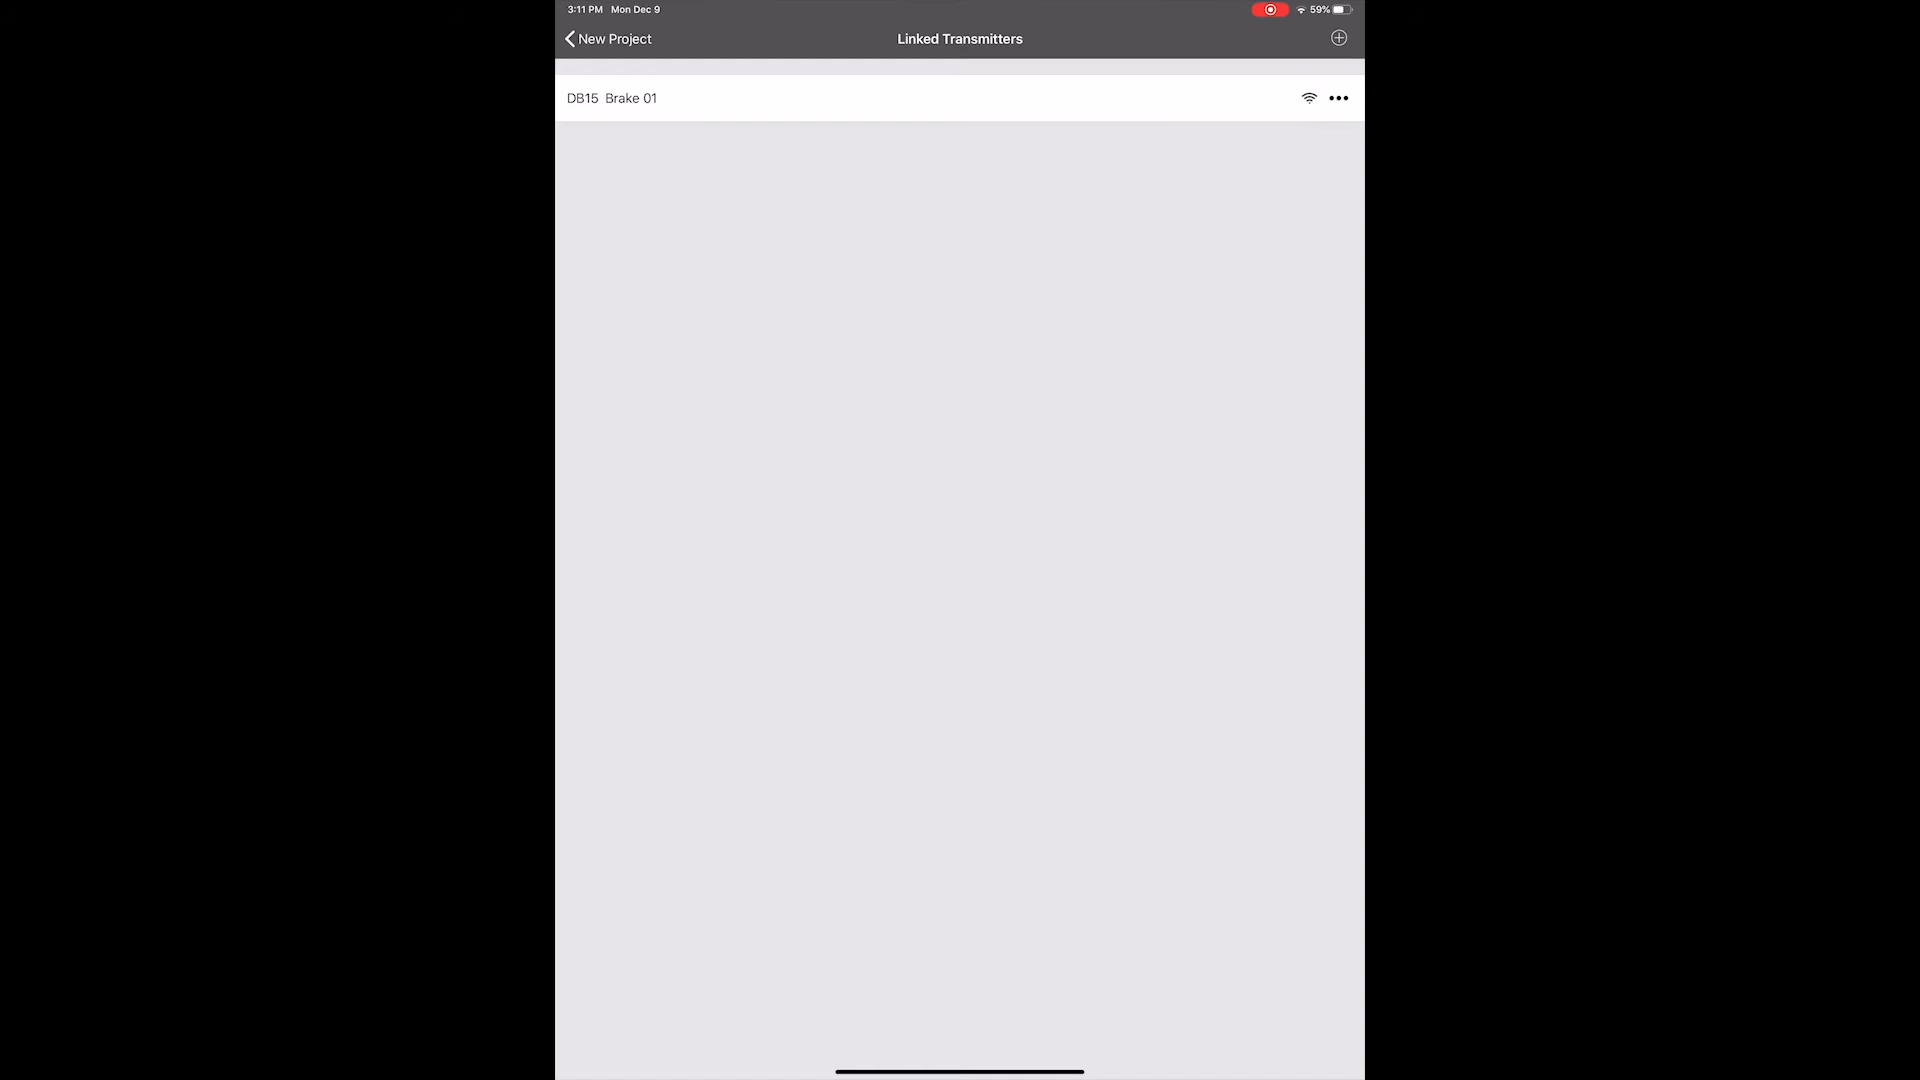 3:11 PM Mon Dec 9
59%
New Project
Linked Transmitters
DB15 Brake 01